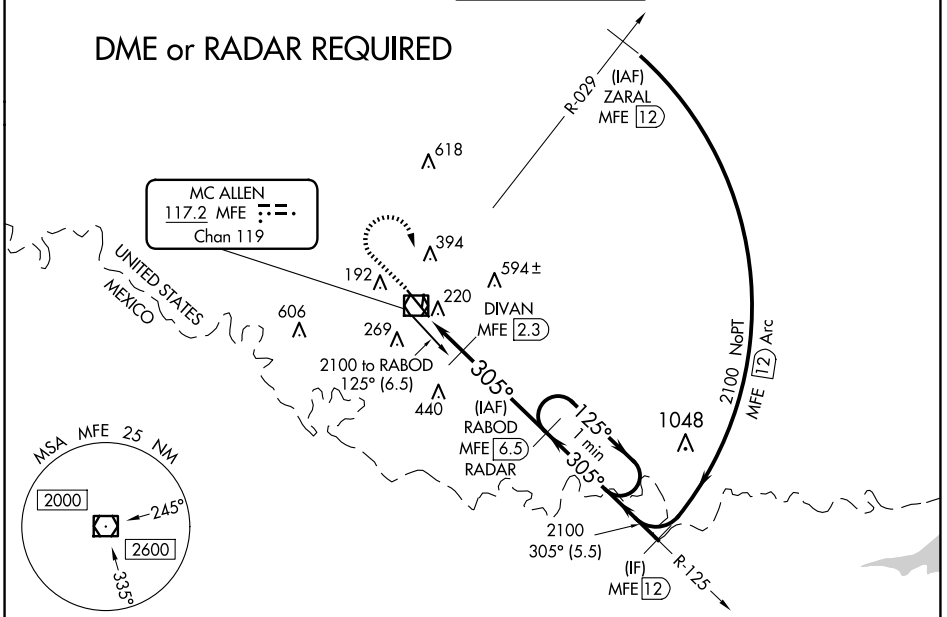 DME or RADAR REQUIRED
R-029
(IAF)
ZARAL
MFE 12
618
MC ALLEN
117.2 MFE
Chan 119
394
192
594±
220
DIVAN
MFE 2.3
UNITED STATES
MEXICO
606
269
2100 to RABOD
125° (6.5)
305°
440
(IAF)
RABOD
MFE 6.5
RADAR
125°
1 min
305°
1048
2100 NoPT
MFE 12 Arc
2100
305° (5.5)
(IF)
MFE 12
R-125
MSA MFE 25 NM
2000
245°
2600
335°